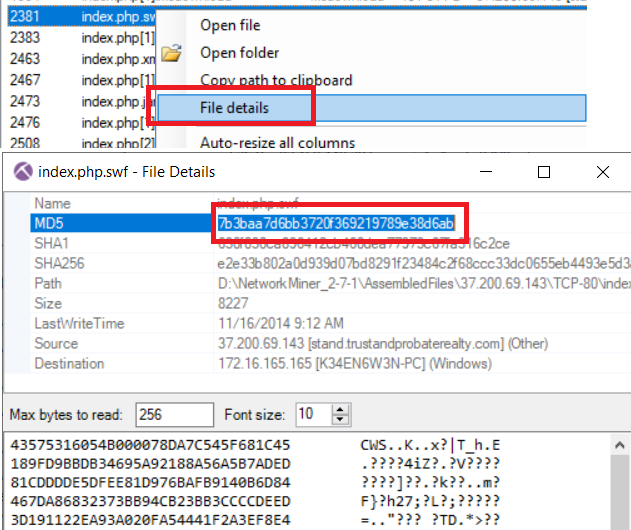 2381 index.php.sw
2383 index.php[1]
2463 index.php.xm
2467 index.php[1]
2473 index.php.ja
2476 index.php[1]
2508 index.php[2]
Open file
Open folder
Copy path to clipboard
File details
Auto-resize all columns
index.php.swf - File Details
Name index.php.swf
MD5 7b3baa7d6bb3720f369219789e38d6ab
SHA1
SHA256 e2e33b802a0d939d07bd8291f23484c2f68ccc33dc0655eb4493e5d3
Path D:\NetworkMiner_2-7-1\AssembledFiles\37.200.69.143\TCP-80\index
Size 8227
LastWriteTime 11/16/2014 9:12 AM
Source 37.200.69.143 [stand.trustandprobaterealty.com] (Other)
Destination 172.16.165.165 [K34EN6W3N-PC] (Windows)
Max bytes to read: 256 Font size: 10
43575316054B000078DA7C545F681C45 CWS..K..x?|T_h.E
189FD9BBDB34695A92188A56A5B7ADED .????4iZ?.?V????
81CDDDDE5DFEE81D976BAFB9140B6D84 ????]??.?k??..m?
467DA86832373BB94CB23BB3CCCCDEED F}?h27;?L?;?????
3D191122EA93A020FA54441F2A3EF8E4 =.."??? ?TD.*>??